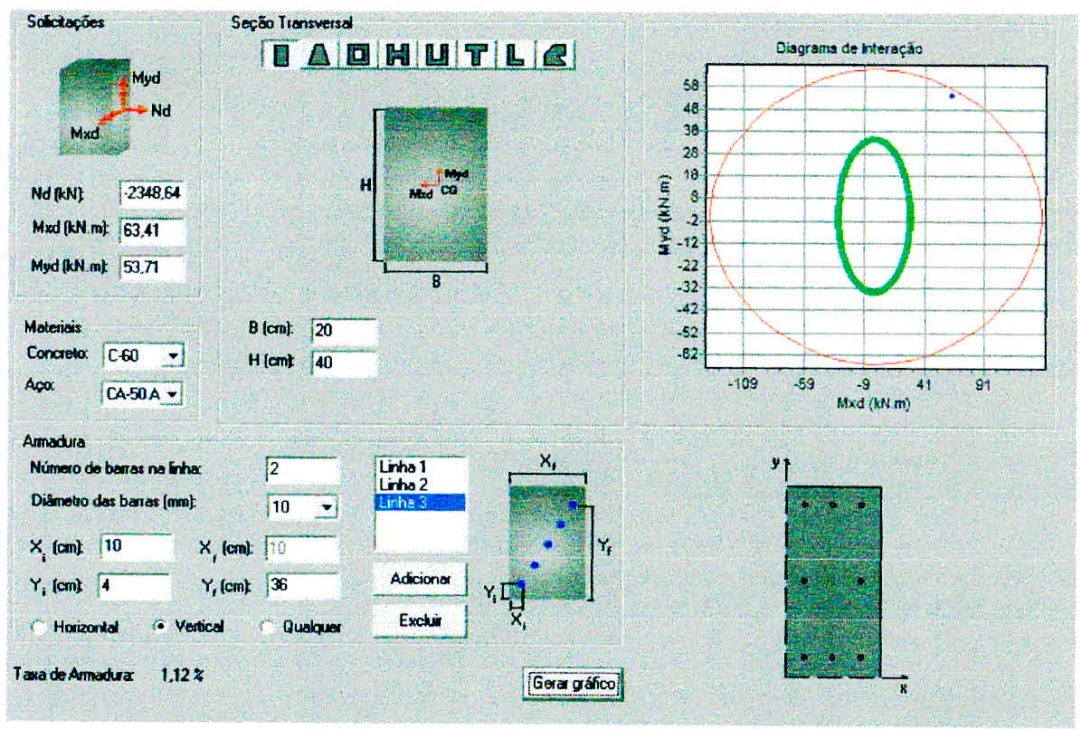 Solicitações
Myd
Nd
Mxd
Nd (kN): -2348,64
Mxd (kN.m): 63,41
Myd (kN.m): 53,71
Seção Transversal
H
Myd
Mxd CG
B
B (cm): 20
H (cm): 40
Diagrama de Interação
Myd (kN.m)
58
48
38
28
18
8
-2
-12
-22
-32
-42
-52
-62
-109 -59 -9 41 91
Mxd (kN.m)
Materiais
Concreto: C-60
Aço: CA-50 A
Armadura
Número de barras na linha: 2
Diâmetro das barras (mm): 10
Xi (cm): 10 Xf (cm): 10
Yi (cm): 4 Yf (cm): 36
Horizontal Vertical Qualquer
Linha 1
Linha 2
Linha 3
Adicionar
Excluir
Xf
Yf
Yi
Xi
y
x
Taxa de Armadura: 1,12 %
Gerar gráfico